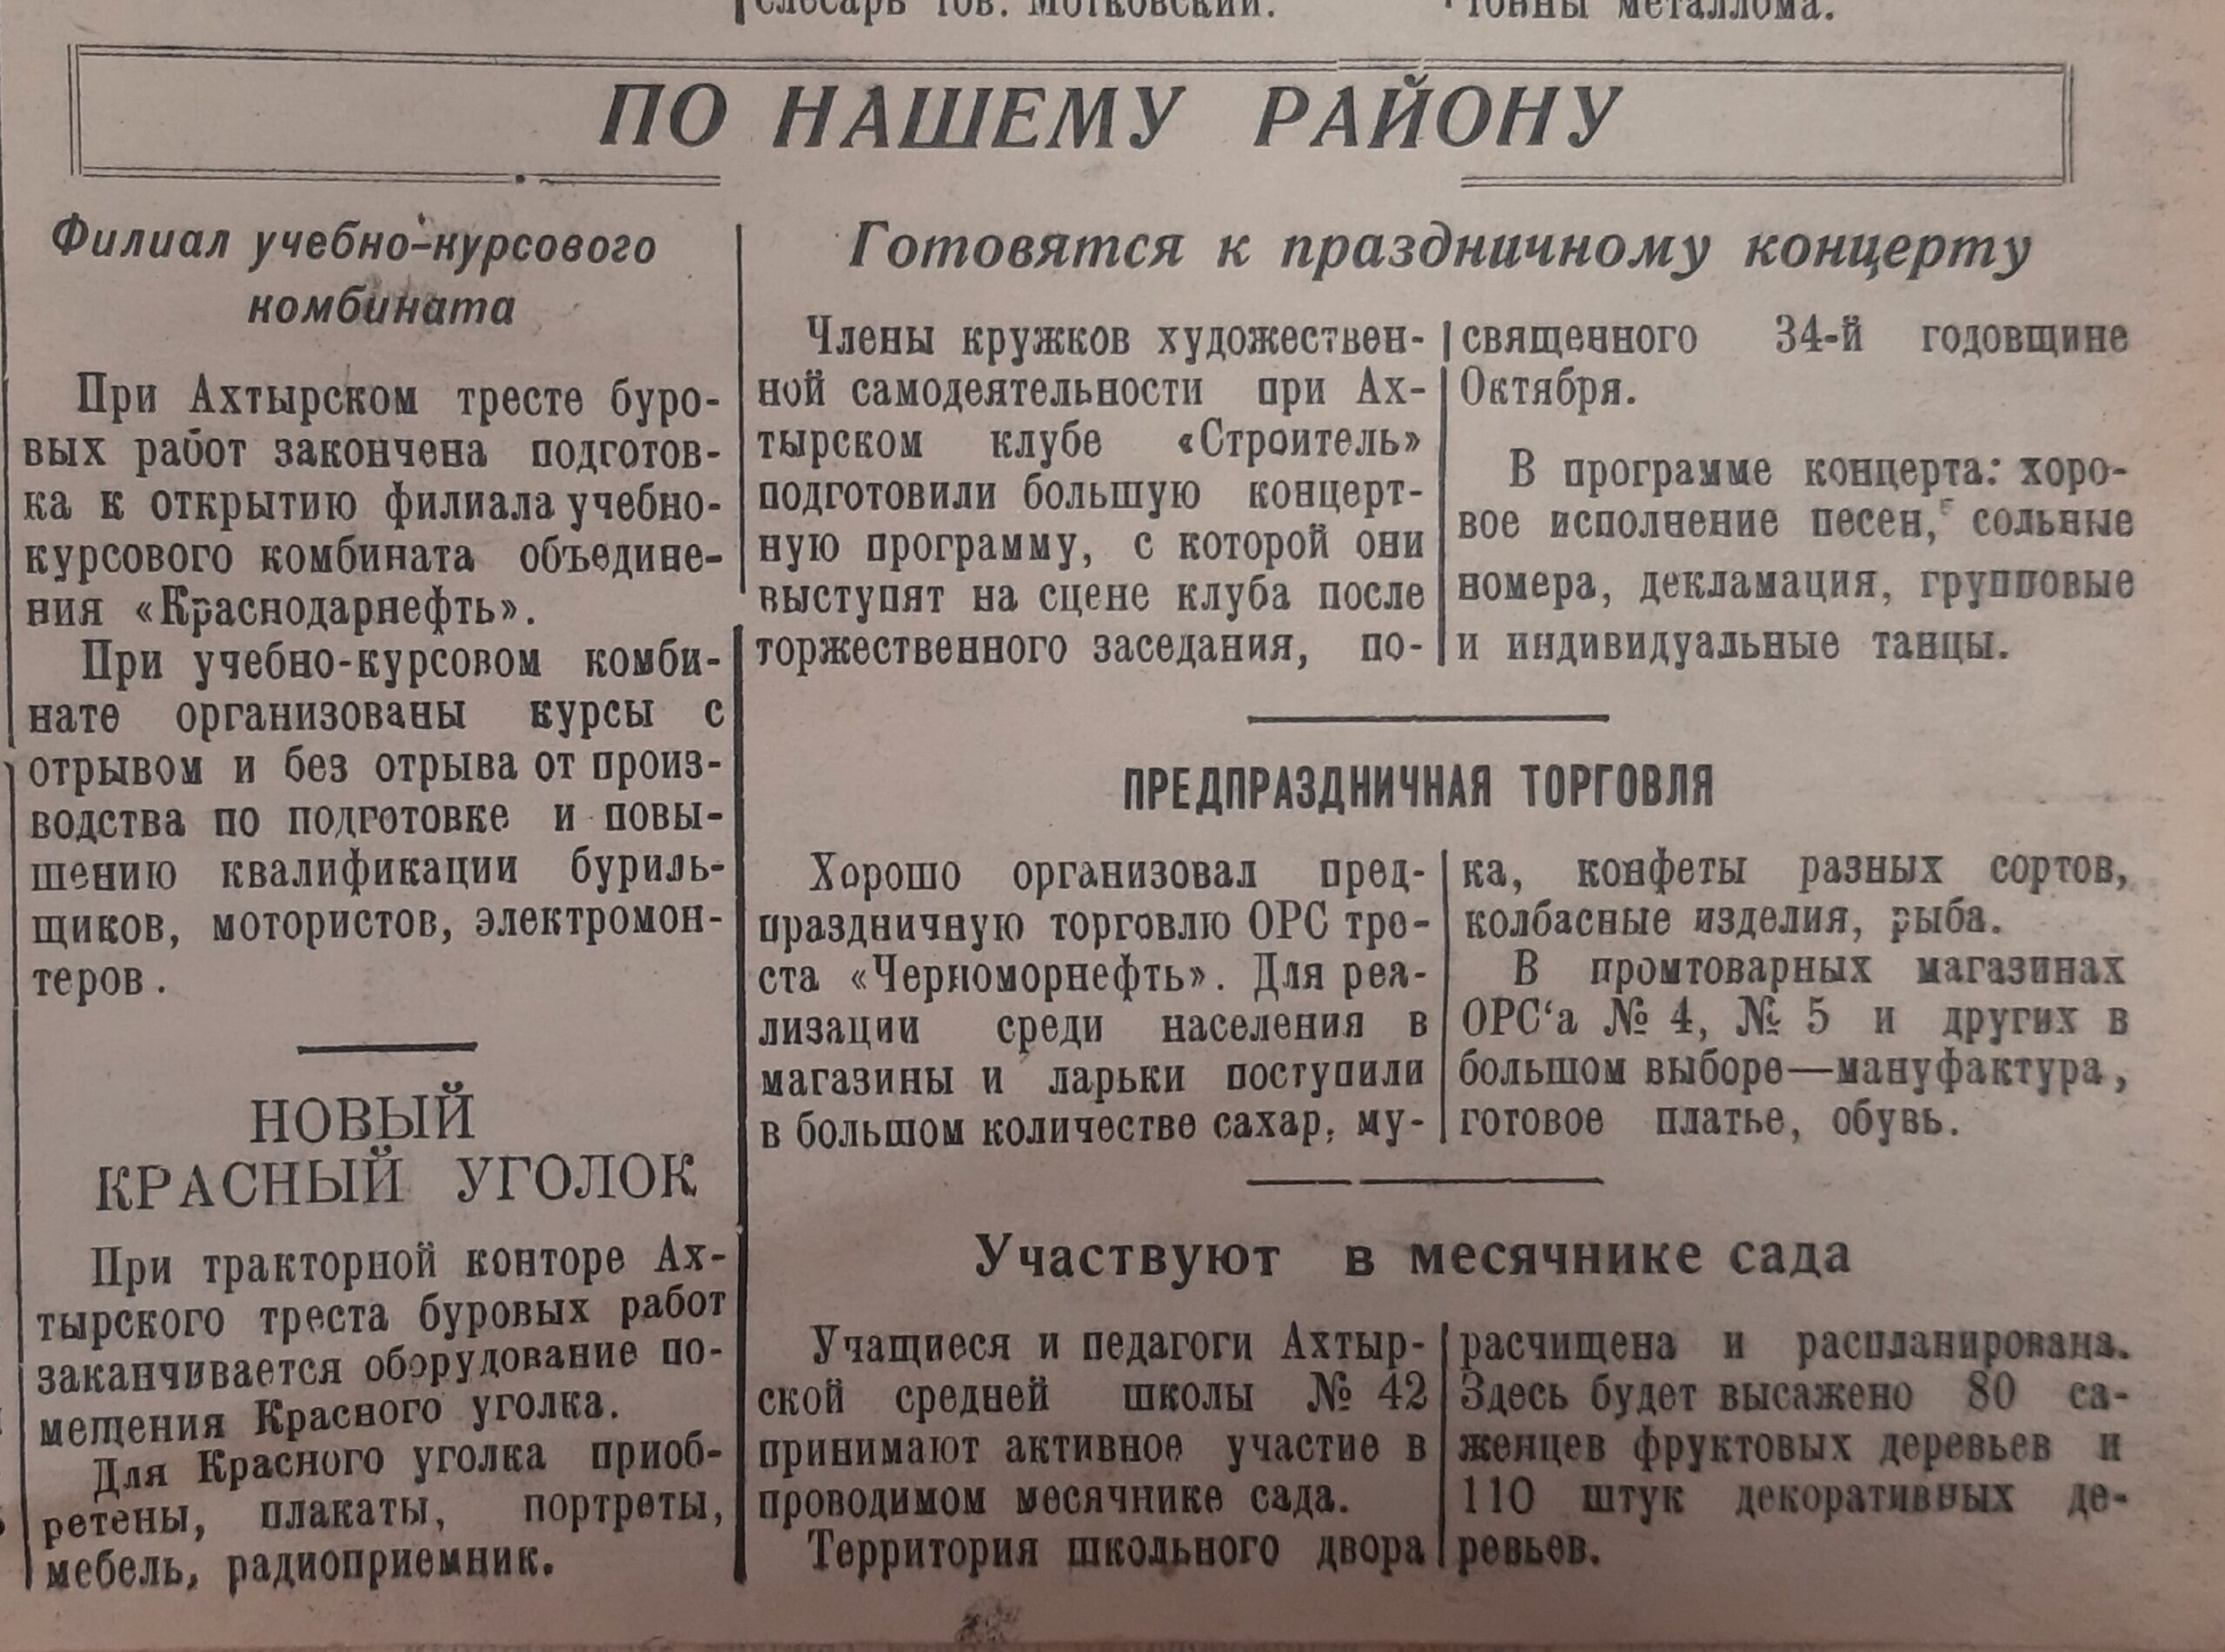 слесарь тов. Мотковский.
тонны металлома.
ПО НАШЕМУ РАЙОНУ
Филиал учебно-курсового
комбината
При Ахтырском тресте буро-
вых работ закончена подготов-
ка к открытию филиала учебно-
курсового комбината объедине-
ния «Краснодарнефть».
При учебно-курсовом комби-
нате организованы курсы с
отрывом и без отрыва от произ-
водства по подготовке и повы-
шению квалификации буриль-
щиков, мотористов, электромон-
теров.
НОВЫЙ
КРАСНЫЙ УГОЛОК
При тракторной конторе Ах-
тырского треста буровых работ
заканчивается оборудование по-
мещения Красного уголка.
Для Красного уголка приоб-
ретены, плакаты, портреты,
мебель, радиоприемник.
Готовятся к праздничному концерту
Члены кружков художествен-
ной самодеятельности при Ах-
тырском клубе «Строитель»
подготовили большую концерт-
ную программу, с которой они
выступят на сцене клуба после
торжественного заседания, по-
священного 34-й годовщине
Октября.
В программе концерта: хоро-
вое исполнение песен, сольные
номера, декламация, групповые
и индивидуальные танцы.
ПРЕДПРАЗДНИЧНАЯ ТОРГОВЛЯ
Хорошо организовал пред-
праздничную торговлю ОРС тре-
ста «Черноморнефть». Для реа-
лизации среди населения в
магазины и ларьки поступили
в большом количестве сахар, му-
ка, конфеты разных сортов,
колбасные изделия, рыба.
В промтоварных магазинах
ОРС‘а № 4, № 5 и других в
большом выборе—мануфактура,
готовое платье, обувь.
Участвуют в месячнике сада
Учащиеся и педагоги Ахтыр-
ской средней школы № 42
принимают активное участие в
проводимом месячнике сада.
Территория школьного двора
расчищена и распланирована.
Здесь будет высажено 80 са-
женцев фруктовых деревьев и
110 штук декоративных де-
ревьев.